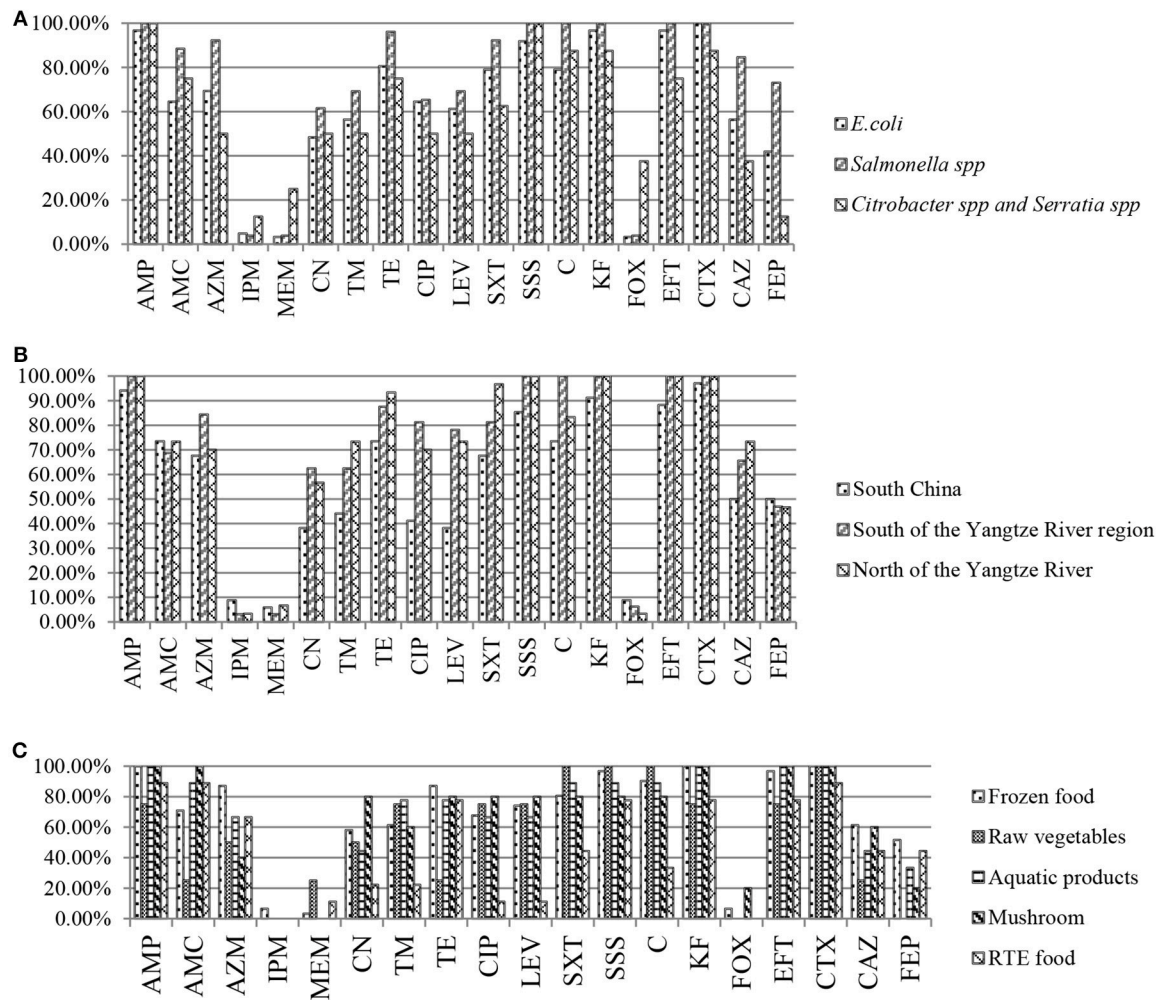 A
100.00%
80.00%
60.00%
40.00%
20.00%
0.00%
AMP AMC AZM IPM MEM CN TM TE CIP LEV SXT SSS C KF FOX EFT CTX CAZ FEP
E.coli
Salmonella spp
Citrobacter spp and Serratia spp
B
100.00%
90.00%
80.00%
70.00%
60.00%
50.00%
40.00%
30.00%
20.00%
10.00%
0.00%
AMP AMC AZM IPM MEM CN TM TE CIP LEV SXT SSS C KF FOX EFT CTX CAZ FEP
South China
South of the Yangtze River region
North of the Yangtze River
C
100.00%
80.00%
60.00%
40.00%
20.00%
0.00%
AMP AMC AZM IPM MEM CN TM TE CIP LEV SXT SSS C KF FOX EFT CTX CAZ FEP
Frozen food
Raw vegetables
Aquatic products
Mushroom
RTE food